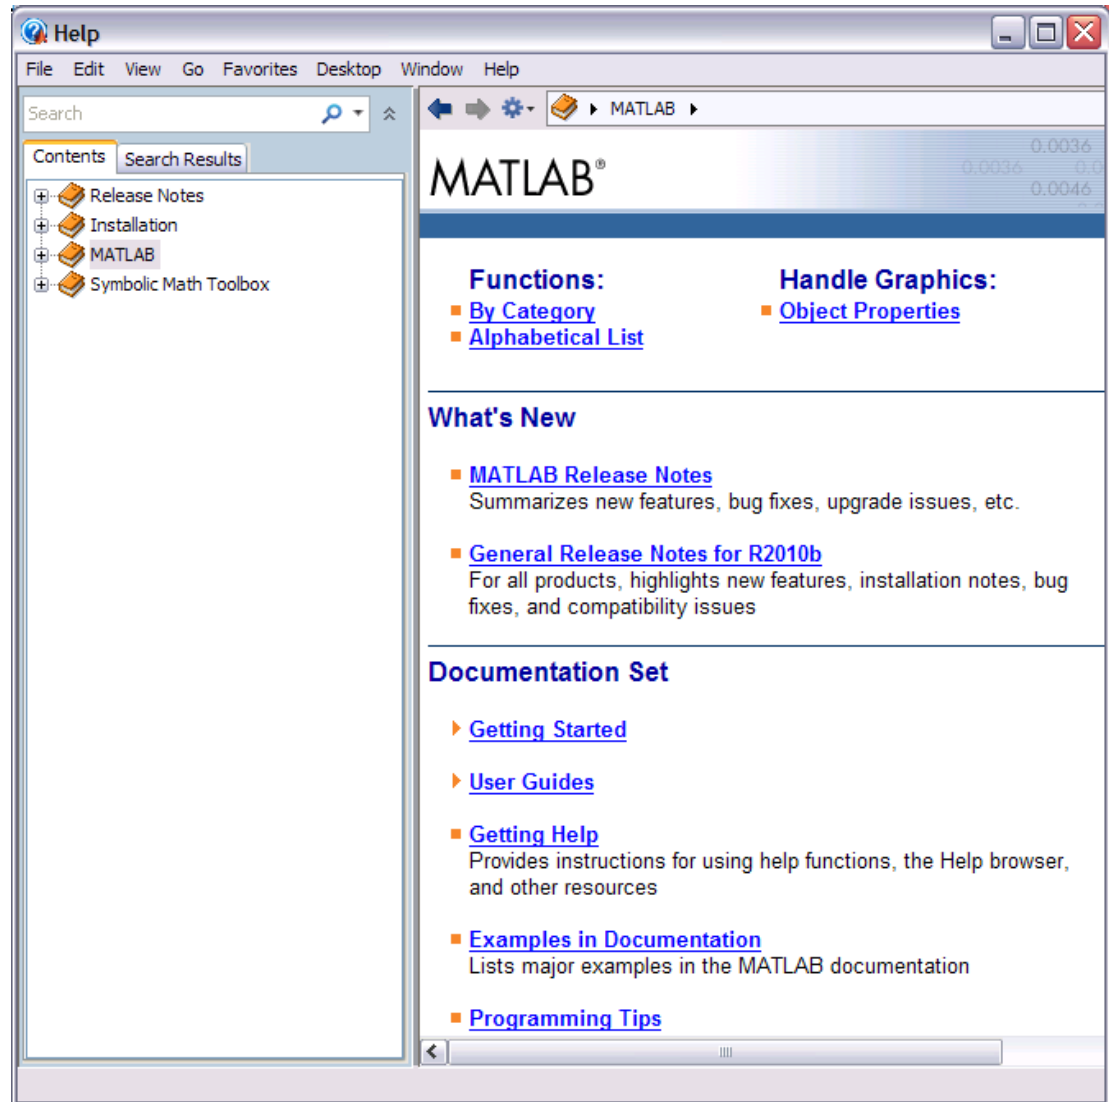 Help
File Edit View Go Favorites Desktop Window Help
Search
MATLAB
Contents Search Results
Release Notes
Installation
MATLAB
Symbolic Math Toolbox
MATLAB®
0.0036
0.0036 0.0
0.0046
Functions:
By Category
Alphabetical List
Handle Graphics:
Object Properties
What's New
MATLAB Release Notes
Summarizes new features, bug fixes, upgrade issues, etc.
General Release Notes for R2010b
For all products, highlights new features, installation notes, bug
fixes, and compatibility issues
Documentation Set
Getting Started
User Guides
Getting Help
Provides instructions for using help functions, the Help browser,
and other resources
Examples in Documentation
Lists major examples in the MATLAB documentation
Programming Tips